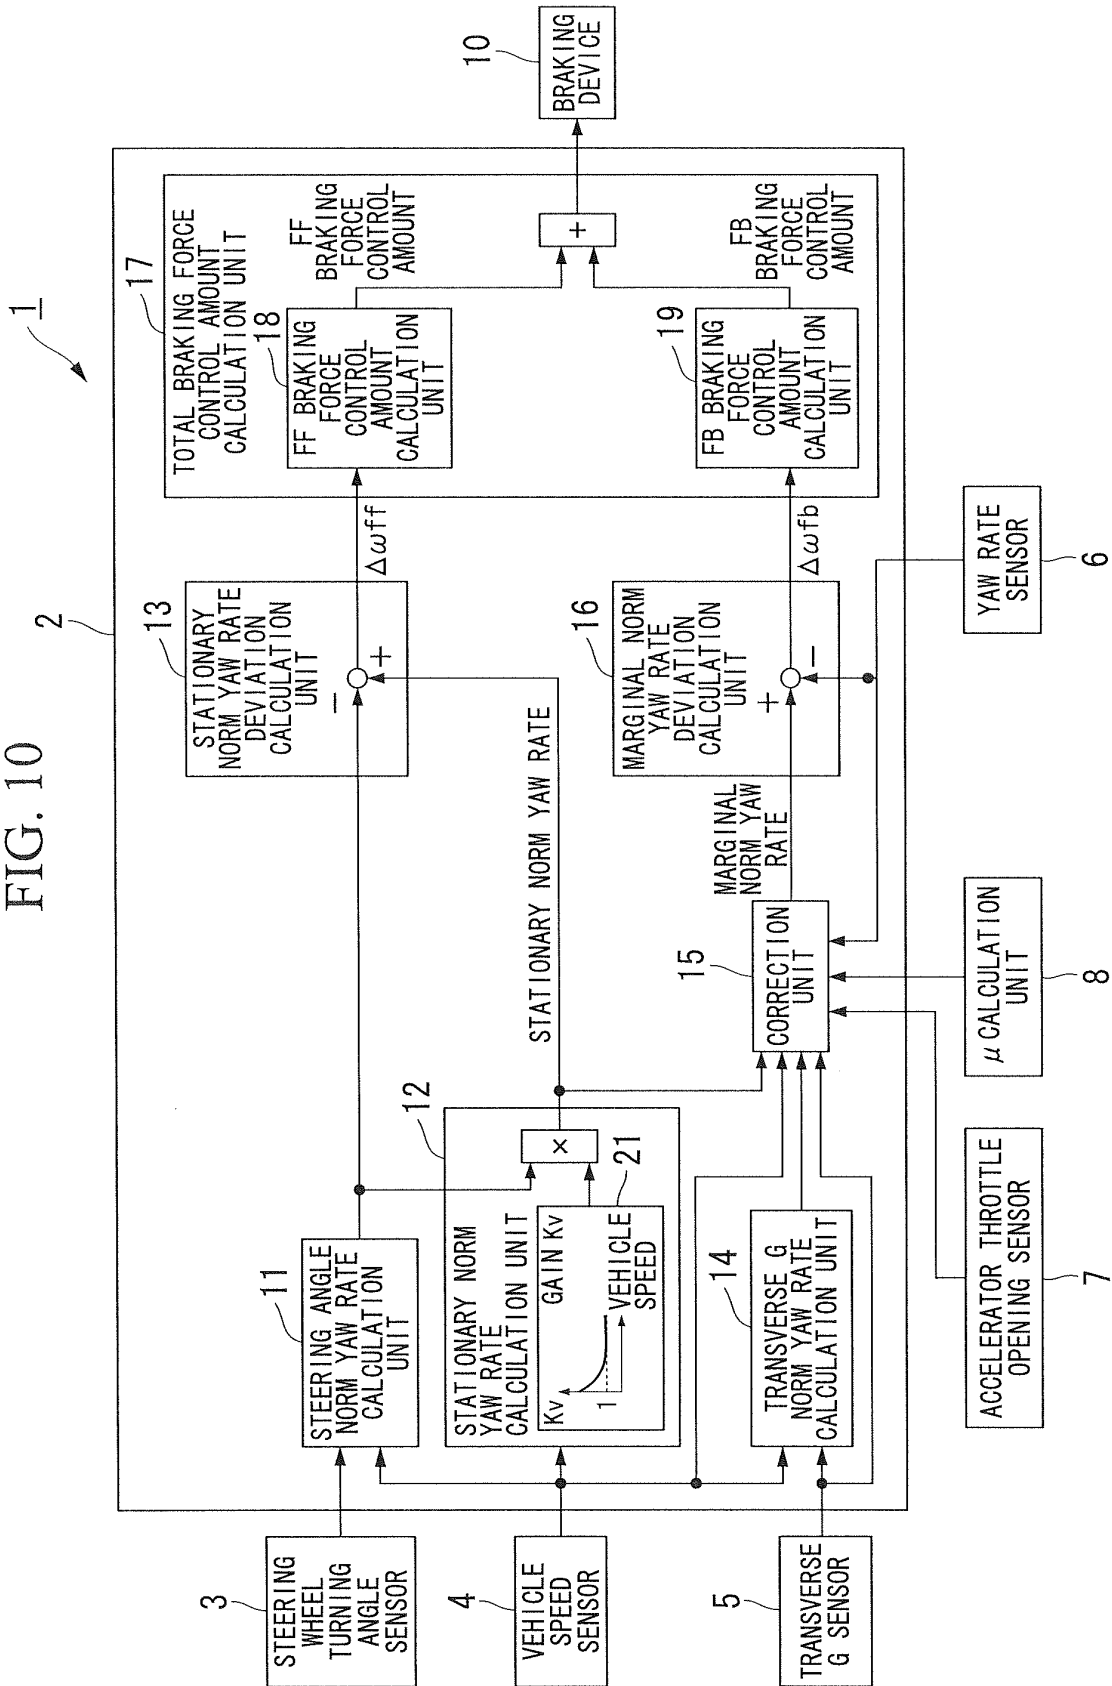 FIG. 10
1
2
3
STEERING
WHEEL
TURNING
ANGLE
SENSOR
4
VEHICLE
SPEED
SENSOR
5
TRANSVERSE
G SENSOR
11
STEERING ANGLE
NORM YAW RATE
CALCULATION
UNIT
12
STATIONARY NORM
YAW RATE
CALCULATION UNIT
GAIN Kv
Kv
1
VEHICLE
SPEED
21
×
14
TRANSVERSE G
NORM YAW RATE
CALCULATION UNIT
STATIONARY NORM YAW RATE
15
CORRECTION
UNIT
MARGINAL
NORM YAW
RATE
13
STATIONARY
NORM YAW RATE
DEVIATION
CALCULATION
UNIT
−
+
Δωff
16
MARGINAL NORM
YAW RATE
DEVIATION
CALCULATION
UNIT
+
−
Δωfb
17
TOTAL BRAKING FORCE
CONTROL AMOUNT
CALCULATION UNIT
18
FF BRAKING
FORCE
CONTROL
AMOUNT
CALCULATION
UNIT
FF
BRAKING
FORCE
CONTROL
AMOUNT
+
19
FB BRAKING
FORCE
CONTROL
AMOUNT
CALCULATION
UNIT
FB
BRAKING
FORCE
CONTROL
AMOUNT
10
BRAKING
DEVICE
ACCELERATOR THROTTLE
OPENING SENSOR
7
μ CALCULATION
UNIT
8
YAW RATE
SENSOR
6